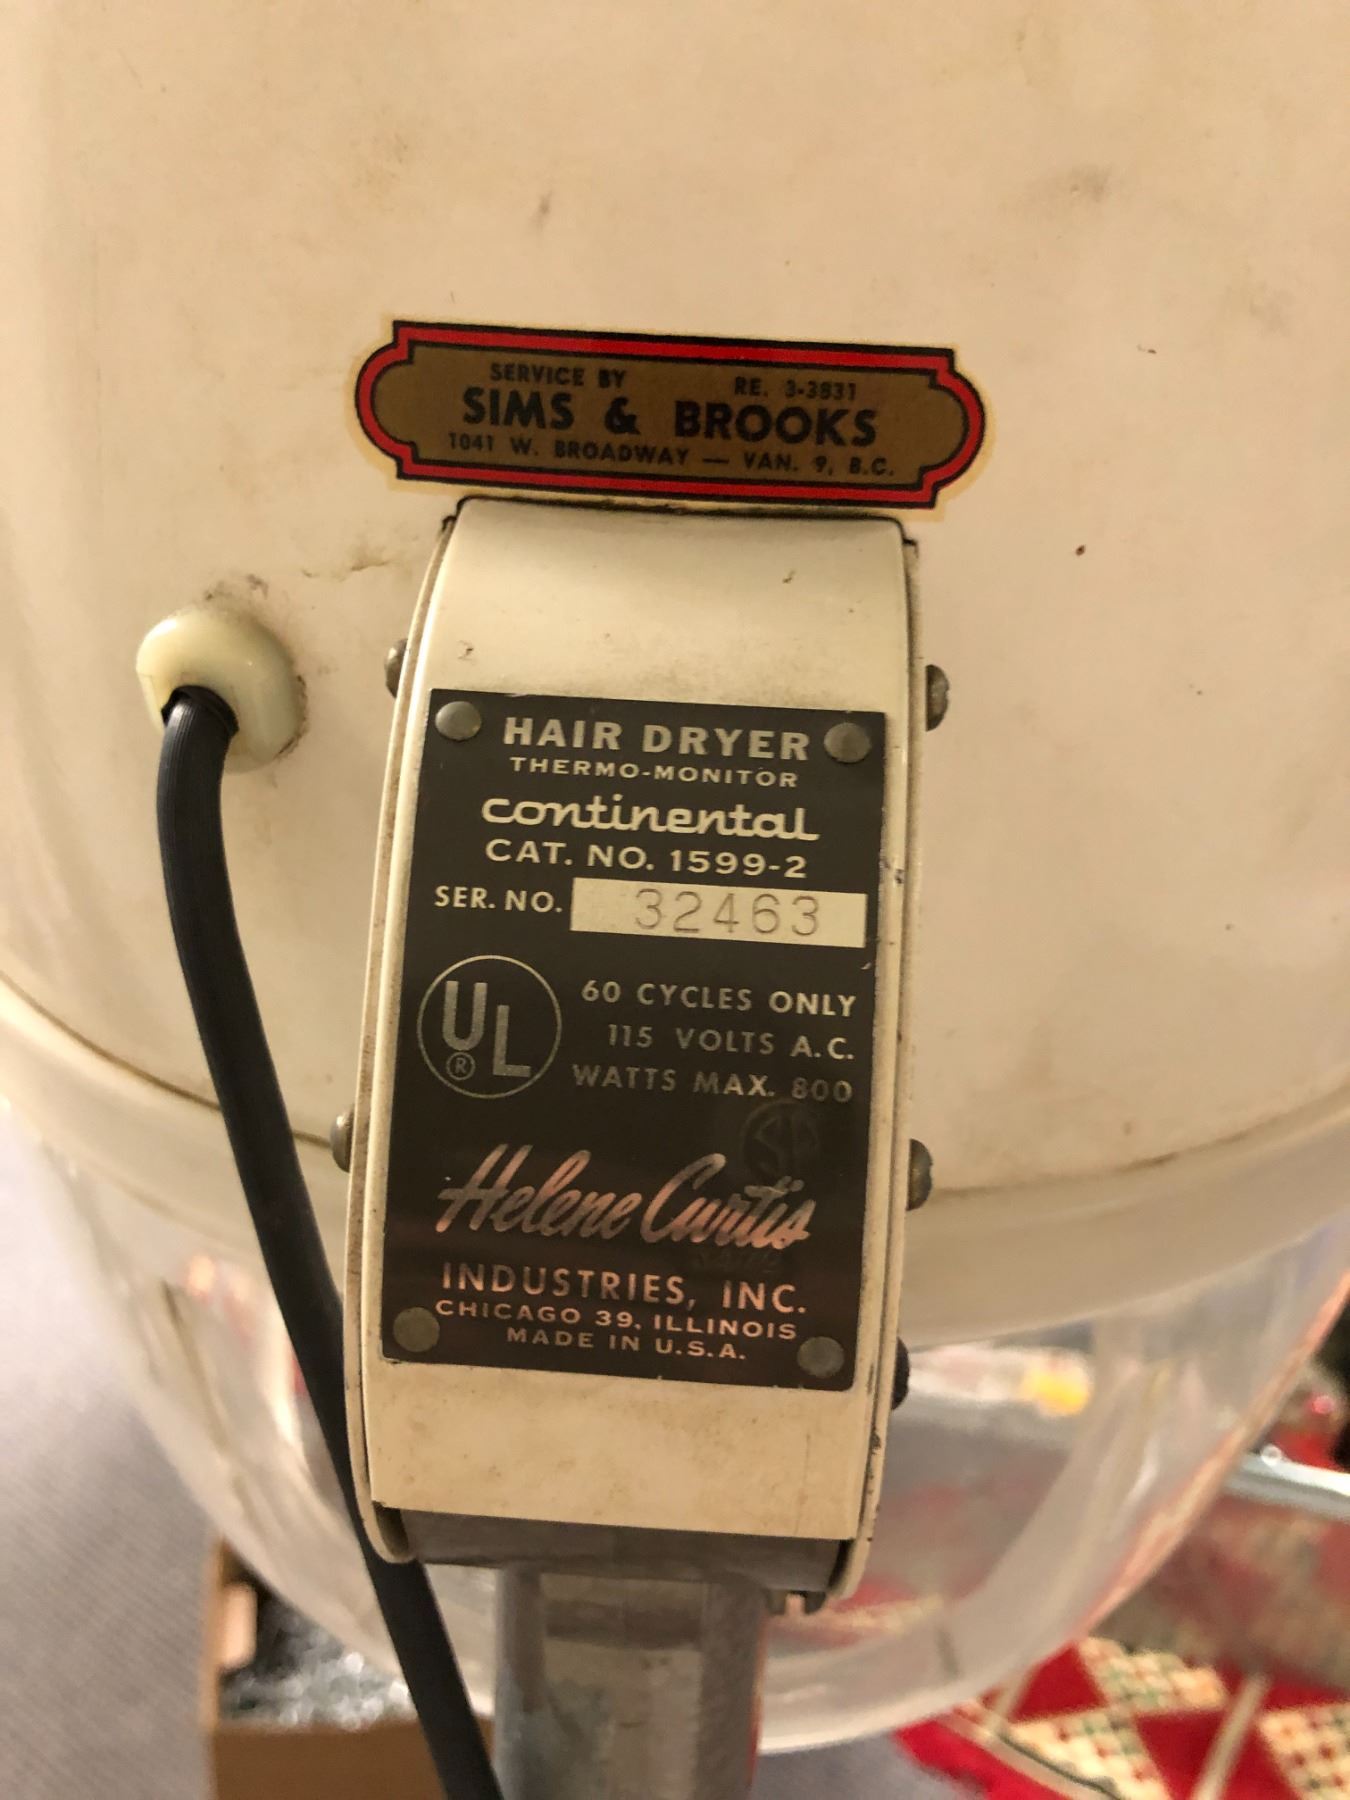 SERVICE BY RE. 3-3831
SIMS & BROOKS
1041 W. BROADWAY — VAN. 9, B.C.
HAIR DRYER
THERMO-MONITOR
continental
CAT. NO. 1599-2
SER. NO. 32463
UL ®
60 CYCLES ONLY
115 VOLTS A.C.
WATTS MAX. 800
Helene Curtis
INDUSTRIES, INC.
CHICAGO 39, ILLINOIS
MADE IN U.S.A.